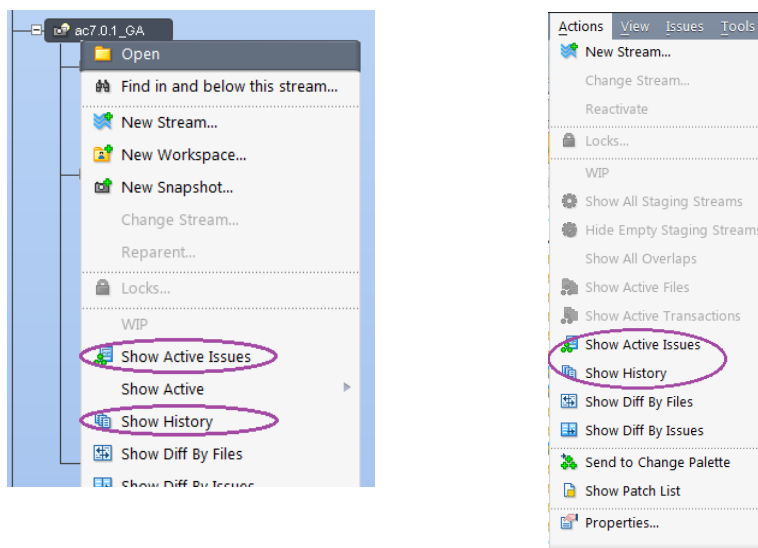 ac7.0.1_GA
Open
Find in and below this stream...
New Stream...
New Workspace...
New Snapshot...
Change Stream...
Reparent...
Locks...
WIP
Show Active Issues
Show Active
Show History
Show Diff By Files
Show Diff By Issues
Actions View Issues Tools
New Stream...
Change Stream...
Reactivate
Locks...
WIP
Show All Staging Streams
Hide Empty Staging Streams
Show All Overlaps
Show Active Files
Show Active Transactions
Show Active Issues
Show History
Show Diff By Files
Show Diff By Issues
Send to Change Palette
Show Patch List
Properties...